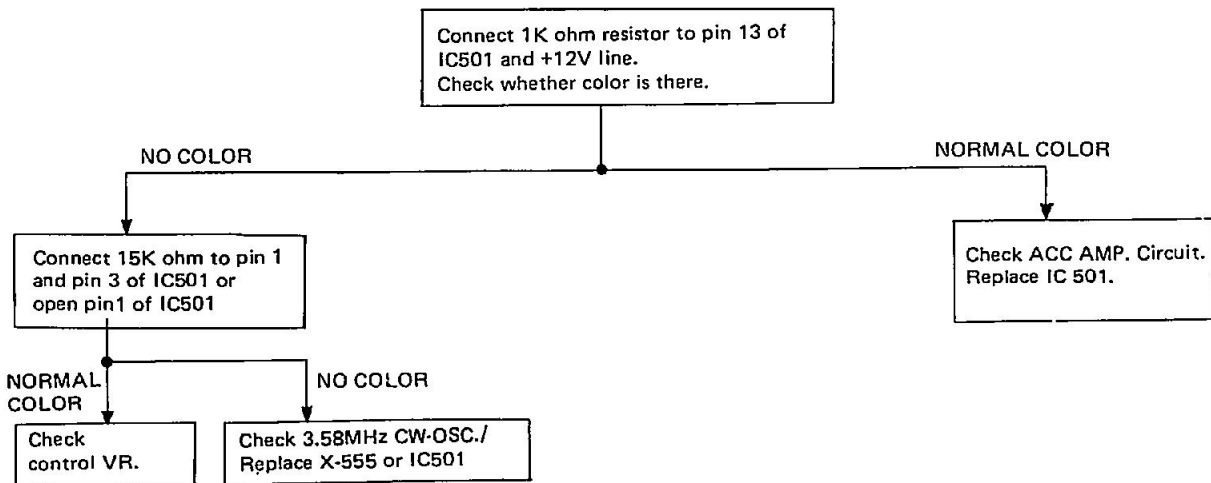 Connect 1K ohm resistor to pin 13 of
IC501 and +12V line.
Check whether color is there.
NO COLOR
NORMAL COLOR
Connect 15K ohm to pin 1
and pin 3 of IC501 or
open pin1 of IC501
Check ACC AMP. Circuit.
Replace IC 501.
NORMAL
COLOR
NO COLOR
Check
control VR.
Check 3.58MHz CW-OSC./
Replace X-555 or IC501